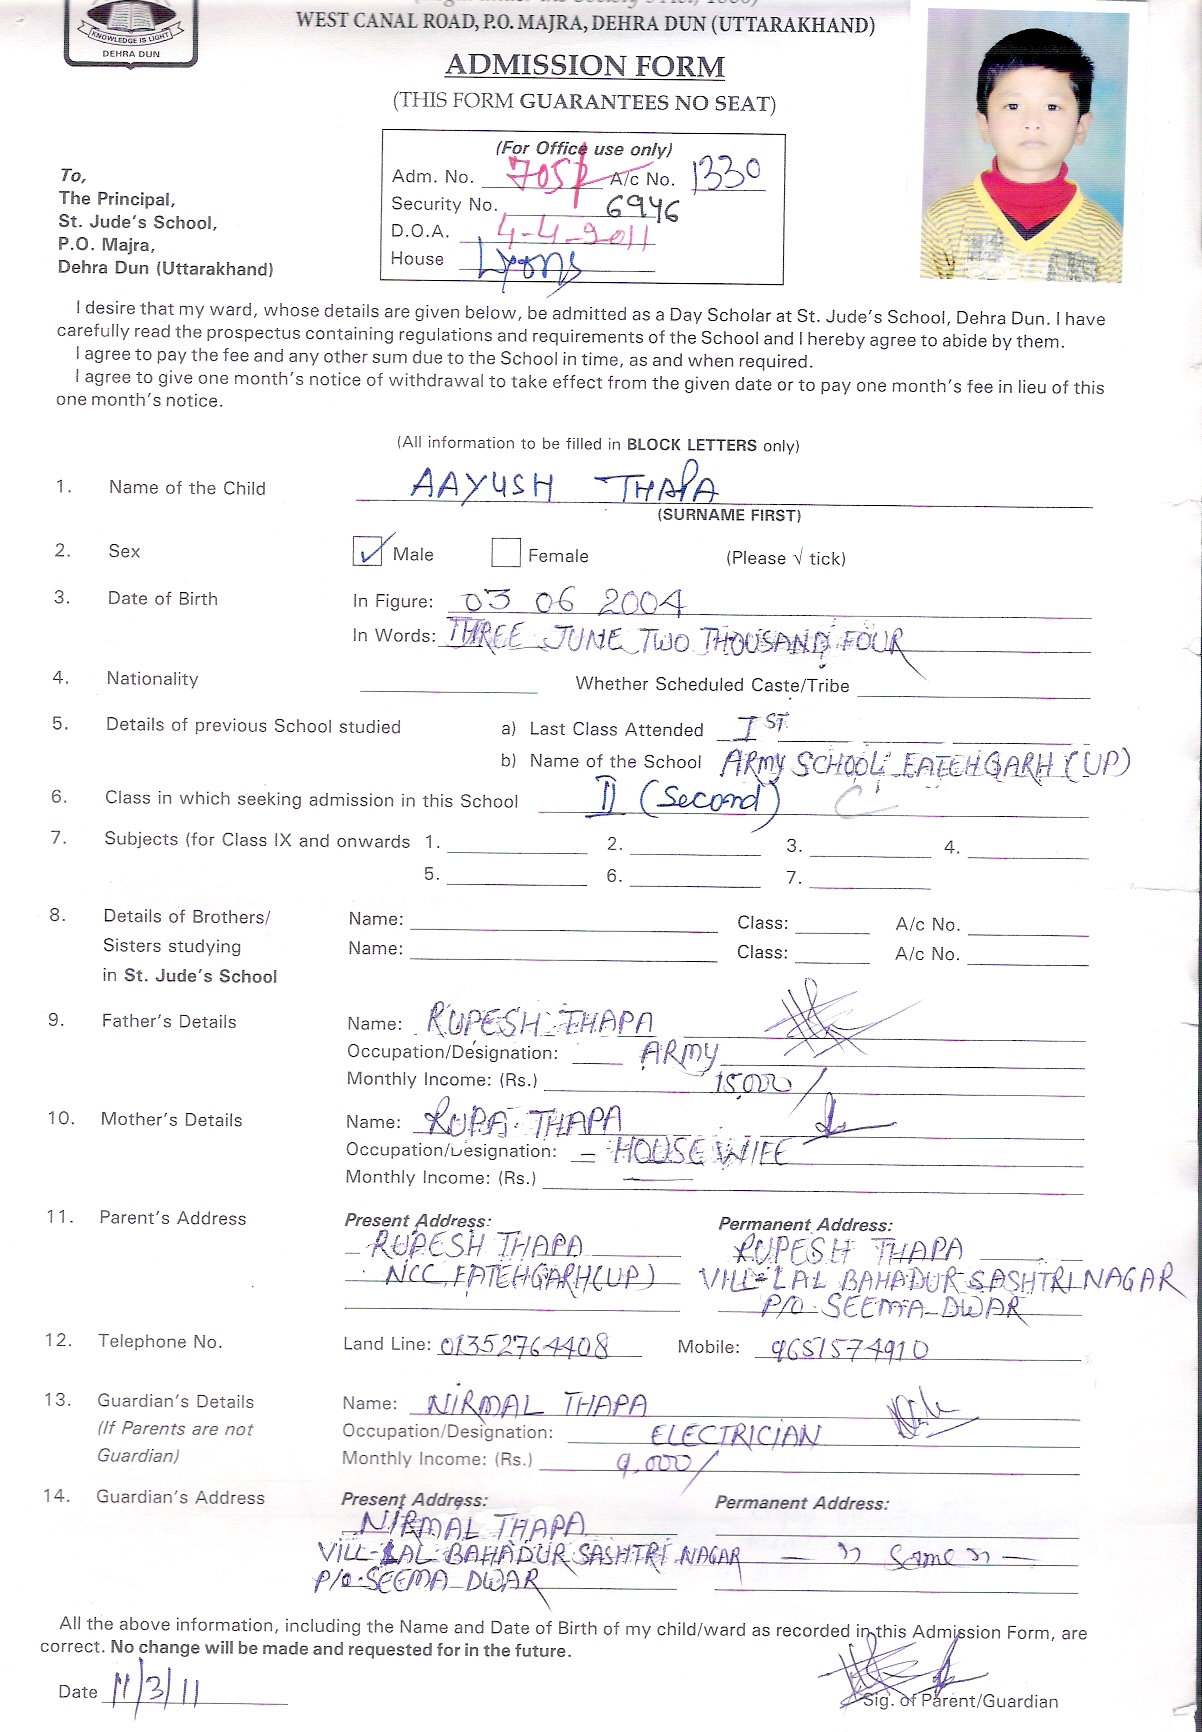 KNOWLEDGE IS LIGHT
DEHRA DUN
WEST CANAL ROAD, P.O. MAJRA, DEHRA DUN (UTTARAKHAND)
ADMISSION FORM
(THIS FORM GUARANTEES NO SEAT)
(For Office use only)
Adm. No. A/c No. 1330
Security No. 6946
D.O.A. 4-4-2011
House Lyons
To,
The Principal,
St. Jude's School,
P.O. Majra,
Dehra Dun (Uttarakhand)
I desire that my ward, whose details are given below, be admitted as a Day Scholar at St. Jude's School, Dehra Dun. I have
carefully read the prospectus containing regulations and requirements of the School and I hereby agree to abide by them.
I agree to pay the fee and any other sum due to the School in time, as and when required.
I agree to give one month's notice of withdrawal to take effect from the given date or to pay one month's fee in lieu of this
one month's notice.
(All information to be filled in BLOCK LETTERS only)
1. Name of the Child AAYUSH THAPA
(SURNAME FIRST)
2. Sex ✓ Male Female (Please √ tick)
3. Date of Birth In Figure: 03 06 2004
In Words: THREE JUNE TWO THOUSAND FOUR
4. Nationality Whether Scheduled Caste/Tribe
5. Details of previous School studied a) Last Class Attended IST
b) Name of the School ARMY SCHOOL FATEHGARH (UP)
6. Class in which seeking admission in this School II (Second) C
7. Subjects (for Class IX and onwards 1. 2. 3. 4.
5. 6. 7.
8. Details of Brothers/ Name: Class: A/c No.
Sisters studying Name: Class: A/c No.
in St. Jude's School
9. Father's Details Name: RUPESH THAPA
Occupation/Designation: ARMY
Monthly Income: (Rs.) 15,000/
10. Mother's Details Name: RUPA THAPA
Occupation/Designation: – HOUSE WIFE
Monthly Income: (Rs.) —
11. Parent's Address Present Address: Permanent Address:
RUPESH THAPA RUPESH THAPA
NCC, FATEHGARH(UP) VILL-LAL BAHADUR SASHTRI NAGAR
P/O-SEEMA-DWAR
12. Telephone No. Land Line: 01352764408 Mobile: 9651574910
13. Guardian's Details Name: NIRMAL THAPA
(If Parents are not Occupation/Designation: ELECTRICIAN
Guardian) Monthly Income: (Rs.) 9,000/
14. Guardian's Address Present Address: Permanent Address:
NIRMAL THAPA
VILL-LAL BAHADUR SASHTRI NAGAR — " Same " —
P/O-SEEMA DWAR
All the above information, including the Name and Date of Birth of my child/ward as recorded in this Admission Form, are
correct. No change will be made and requested for in the future.
Date 11/3/11 Sig. of Parent/Guardian